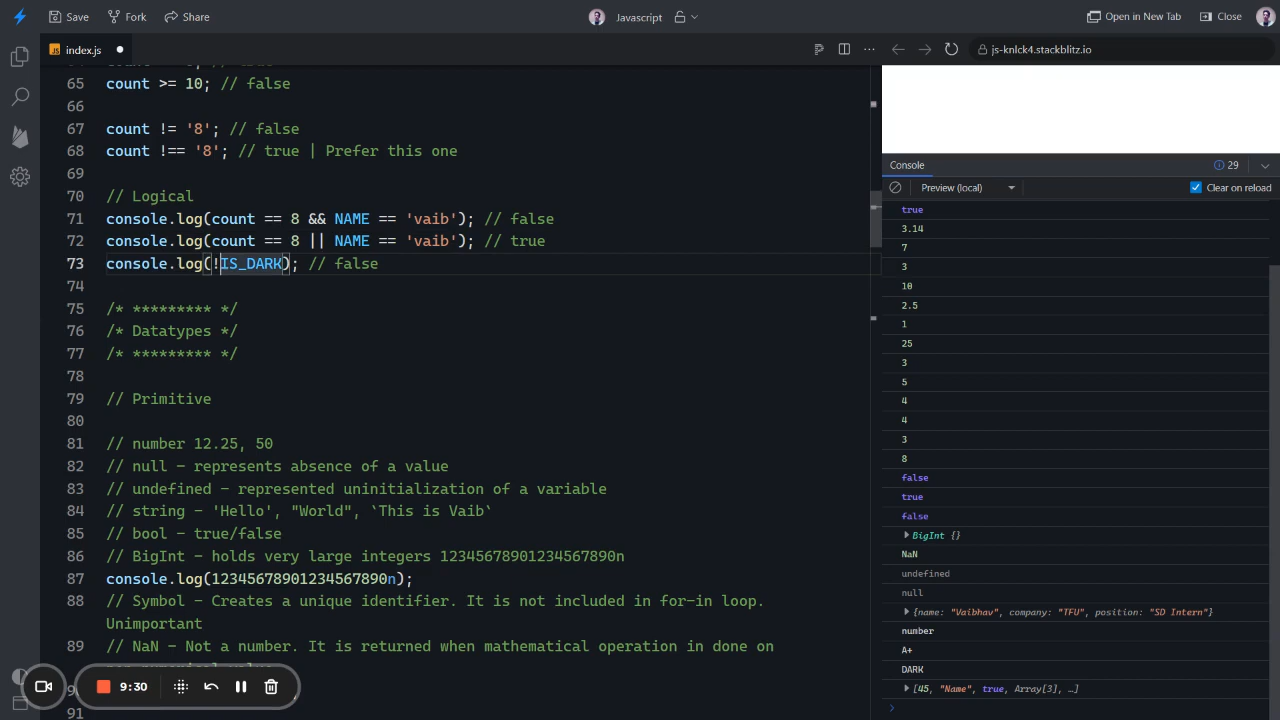 Save Fork Share Javascript Open in New Tab Close
JS index.js js-knlck4.stackblitz.io
65 count >= 10; // false
66
67 count != '8'; // false
68 count !== '8'; // true | Prefer this one
69
70 // Logical
71 console.log(count == 8 && NAME == 'vaib'); // false
72 console.log(count == 8 || NAME == 'vaib'); // true
73 console.log(!IS_DARK); // false
74
75 /* ********* */
76 /* Datatypes */
77 /* ********* */
78
79 // Primitive
80
81 // number 12.25, 50
82 // null - represents absence of a value
83 // undefined - represented uninitialization of a variable
84 // string - 'Hello', "World", `This is Vaib`
85 // bool - true/false
86 // BigInt - holds very large integers 12345678901234567890n
87 console.log(12345678901234567890n);
88 // Symbol - Creates a unique identifier. It is not included in for-in loop.
Unimportant
89 // NaN - Not a number. It is returned when mathematical operation in done on
91
9:30
Console 29
Preview (local) Clear on reload
true
3.14
7
3
10
2.5
1
25
3
5
4
4
3
8
false
true
false
BigInt {}
NaN
undefined
null
{name: "Vaibhav", company: "TFU", position: "SD Intern"}
number
A+
DARK
[45, "Name", true, Array[3], …]